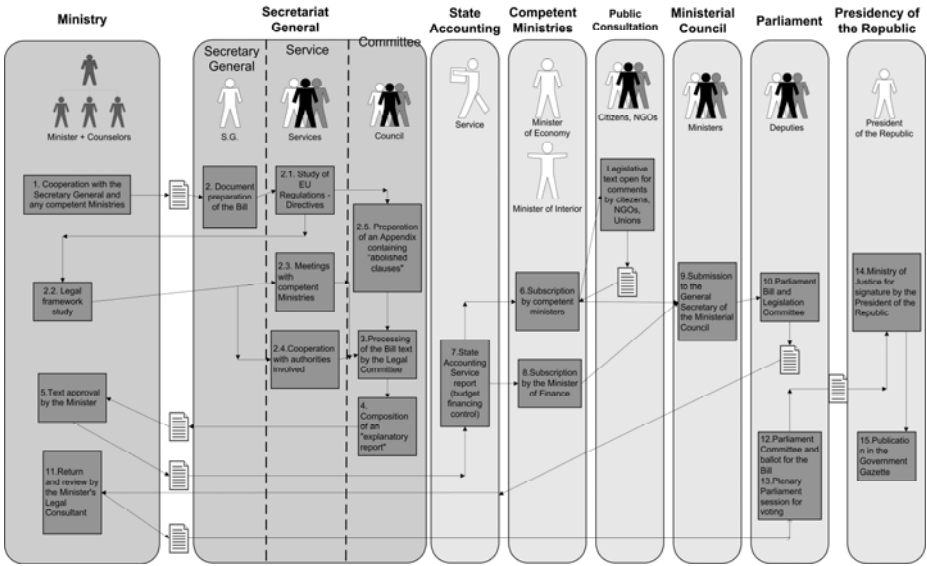 Ministry
Secretariat
General
State
Accounting
Competent
Ministries
Public
Consultation
Ministerial
Council
Parliament
Presidency of
the Republic
Secretary
General
Service
Committee
Minister + Counselors
S.G.
Services
Council
Service
Minister
of Economy
Citizens, NGOs
Ministers
Deputies
President
of the Republic
Minister of Interior
1. Cooperation with the
Secretary General and
any competent Ministries
2. Document
preparation
of the Bill
2.1. Study of
EU
Regulations -
Directives
Legislative
text open for
comments by
citizens,
NGOs,
Unions
2.5. Preparation
of an Appendix
containing
"abolished
clauses"
2.2. Legal
framework
study
2.3. Meetings
with
competent
Ministries
6.Subscription
by competent
ministers
9.Submission
to the
General
Secretary of
the Ministerial
Council
10.Parliament
Bill and
Legislation
Committee
14.Ministry of
Justice for
signature by the
President of the
Republic
2.4.Cooperation
with authorities
involved
3.Processing
of the Bill text
by the Legal
Committee
7.State
Accounting
Service
report
(budget
financing
control)
8.Subscription
by the Minister
of Finance
5.Text approval
by the Minister
4.
Composition
of an
"explanatory
report"
11.Return
and review by
the Minister's
Legal
Consultant
12.Parliament
Committee and
ballot for the
Bill
13.Plenary
Parliament
session for
voting
15.Publicatio
n in the
Government
Gazette